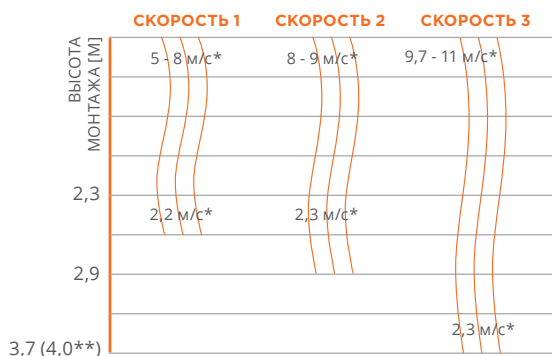 СКОРОСТЬ 1 СКОРОСТЬ 2 СКОРОСТЬ 3
ВЫСОТА
МОНТАЖА [М]
5 - 8 м/с* 8 - 9 м/с* 9,7 - 11 м/с*
2,3
2,2 м/с* 2,3 м/с*
2,9
2,3 м/с*
3,7 (4,0**)